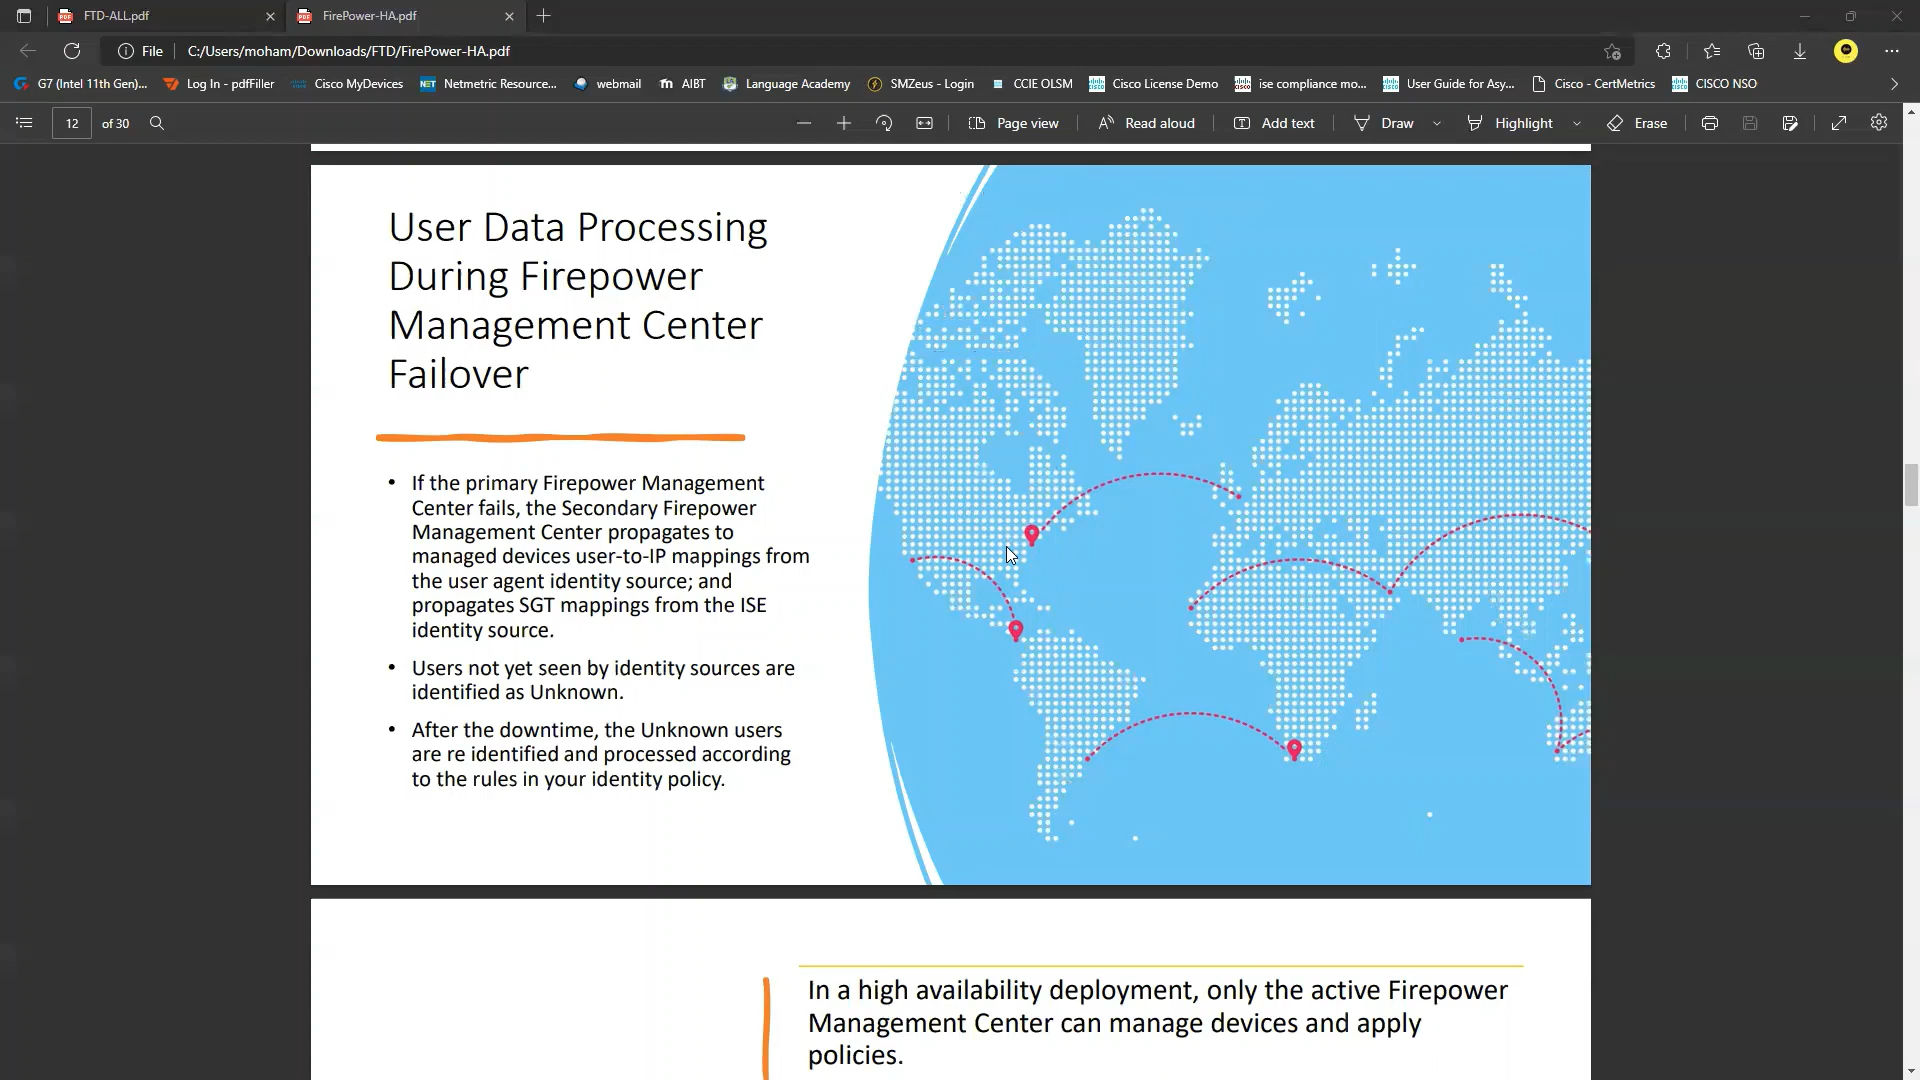 FTD-ALL.pdf
FirePower-HA.pdf
File
C:/Users/moham/Downloads/FTD/FirePower-HA.pdf
G7 (Intel 11th Gen)...
Log In - pdfFiller
Cisco MyDevices
NET
Netmetric Resource...
webmail
AIBT
Language Academy
SMZeus - Login
CCIE OLSM
Cisco License Demo
ise compliance mo...
User Guide for Asy...
Cisco - CertMetrics
CISCO NSO
12
of 30
Page view
Read aloud
Add text
Draw
Highlight
Erase
User Data Processing
During Firepower
Management Center
Failover
• If the primary Firepower Management
Center fails, the Secondary Firepower
Management Center propagates to
managed devices user-to-IP mappings from
the user agent identity source; and
propagates SGT mappings from the ISE
identity source.
• Users not yet seen by identity sources are
identified as Unknown.
• After the downtime, the Unknown users
are re identified and processed according
to the rules in your identity policy.
In a high availability deployment, only the active Firepower
Management Center can manage devices and apply
policies.